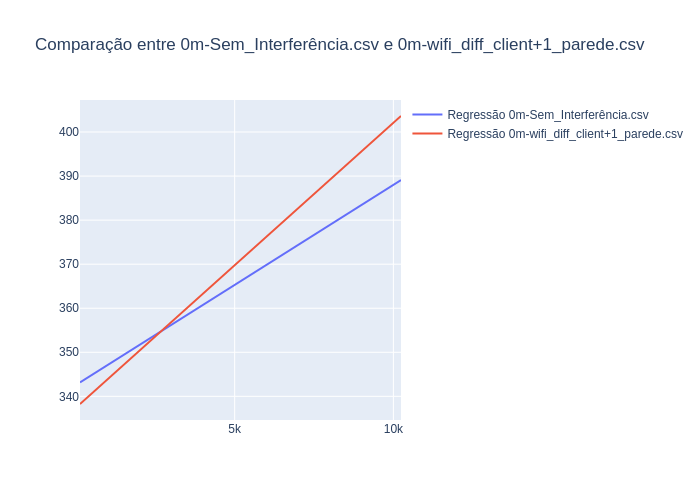 Comparação entre 0m-Sem_Interferência.csv e 0m-wifi_diff_client+1_parede.csv
Regressão 0m-Sem_Interferência.csv
Regressão 0m-wifi_diff_client+1_parede.csv
400
390
380
370
360
350
340
5k
10k